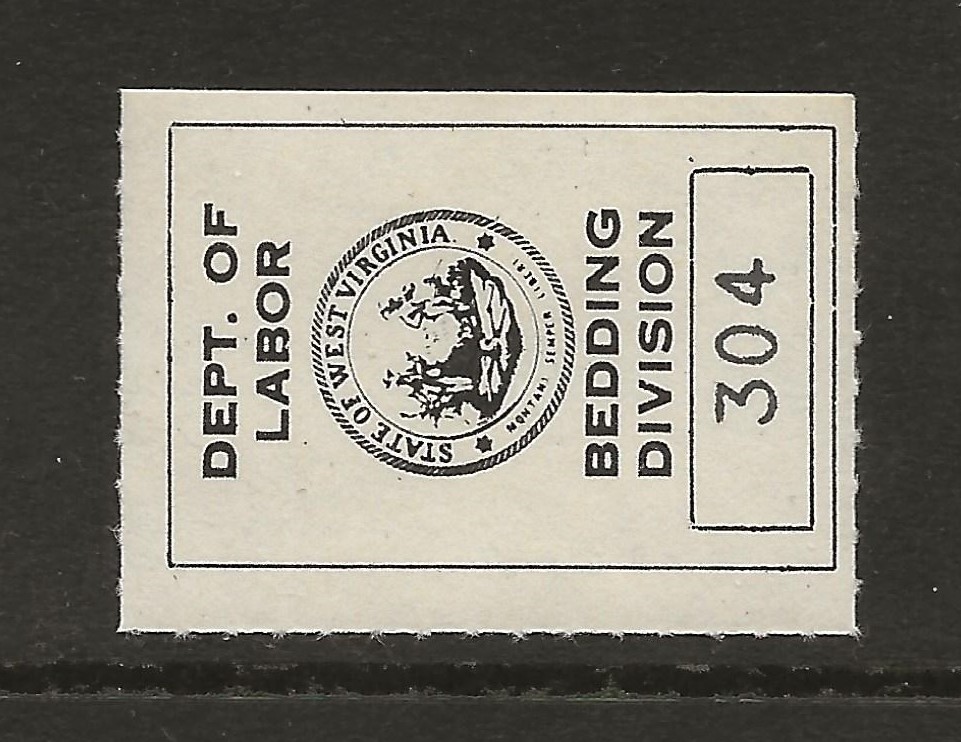 DEPT. OF
LABOR
STATE OF WEST VIRGINIA
MONTANI SEMPER LIBERI
BEDDING
DIVISION
304